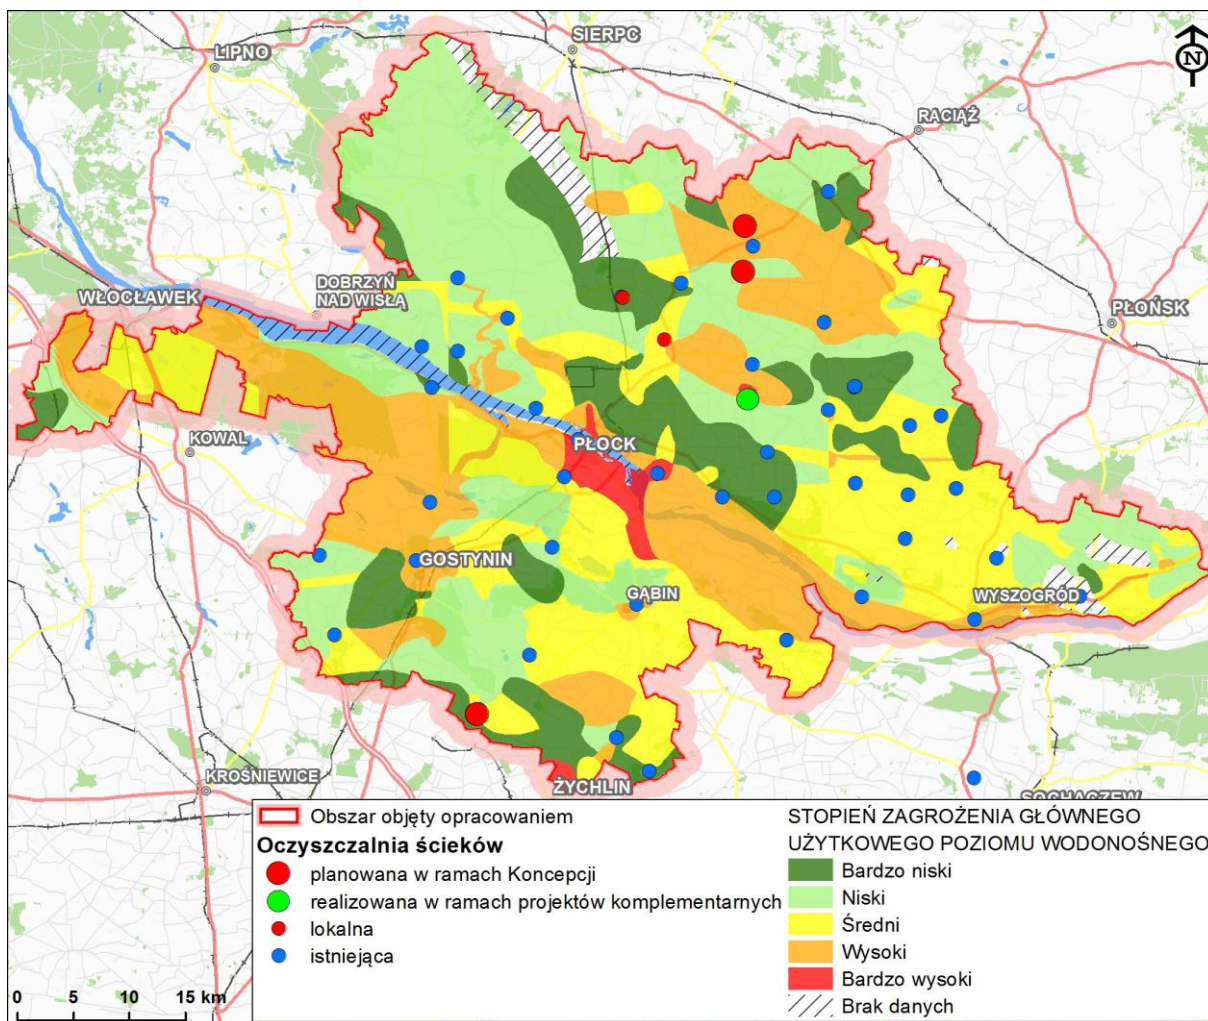 SIERPC
LIPNO
N
RACIĄŻ
DOBRZYŃ
NAD WISŁĄ
WŁOCŁAWEK
PŁOŃSK
KOWAL
PŁOCK
GOSTYNIN
GĄBIN
WYSZOGRÓD
KROŚNIEWICE
ŻYCHLIN
SOCHACZEW
Obszar objęty opracowaniem
Oczyszczalnia ścieków
planowana w ramach Koncepcji
realizowana w ramach projektów komplementarnych
lokalna
istniejąca
STOPIEŃ ZAGROŻENIA GŁÓWNEGO
UŻYTKOWEGO POZIOMU WODONOŚNEGO
Bardzo niski
Niski
Średni
Wysoki
Bardzo wysoki
Brak danych
0 5 10 15 km